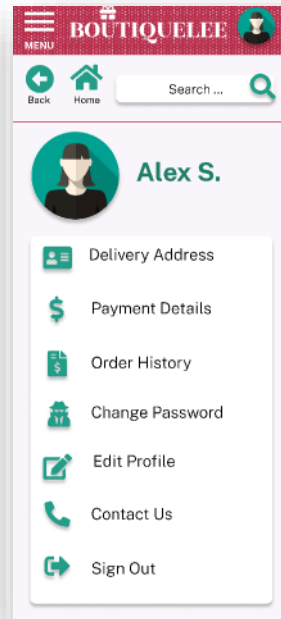 MENU
BOUTIQUELEE
Back
Home
Search ...
Alex S.
Delivery Address
Payment Details
Order History
Change Password
Edit Profile
Contact Us
Sign Out